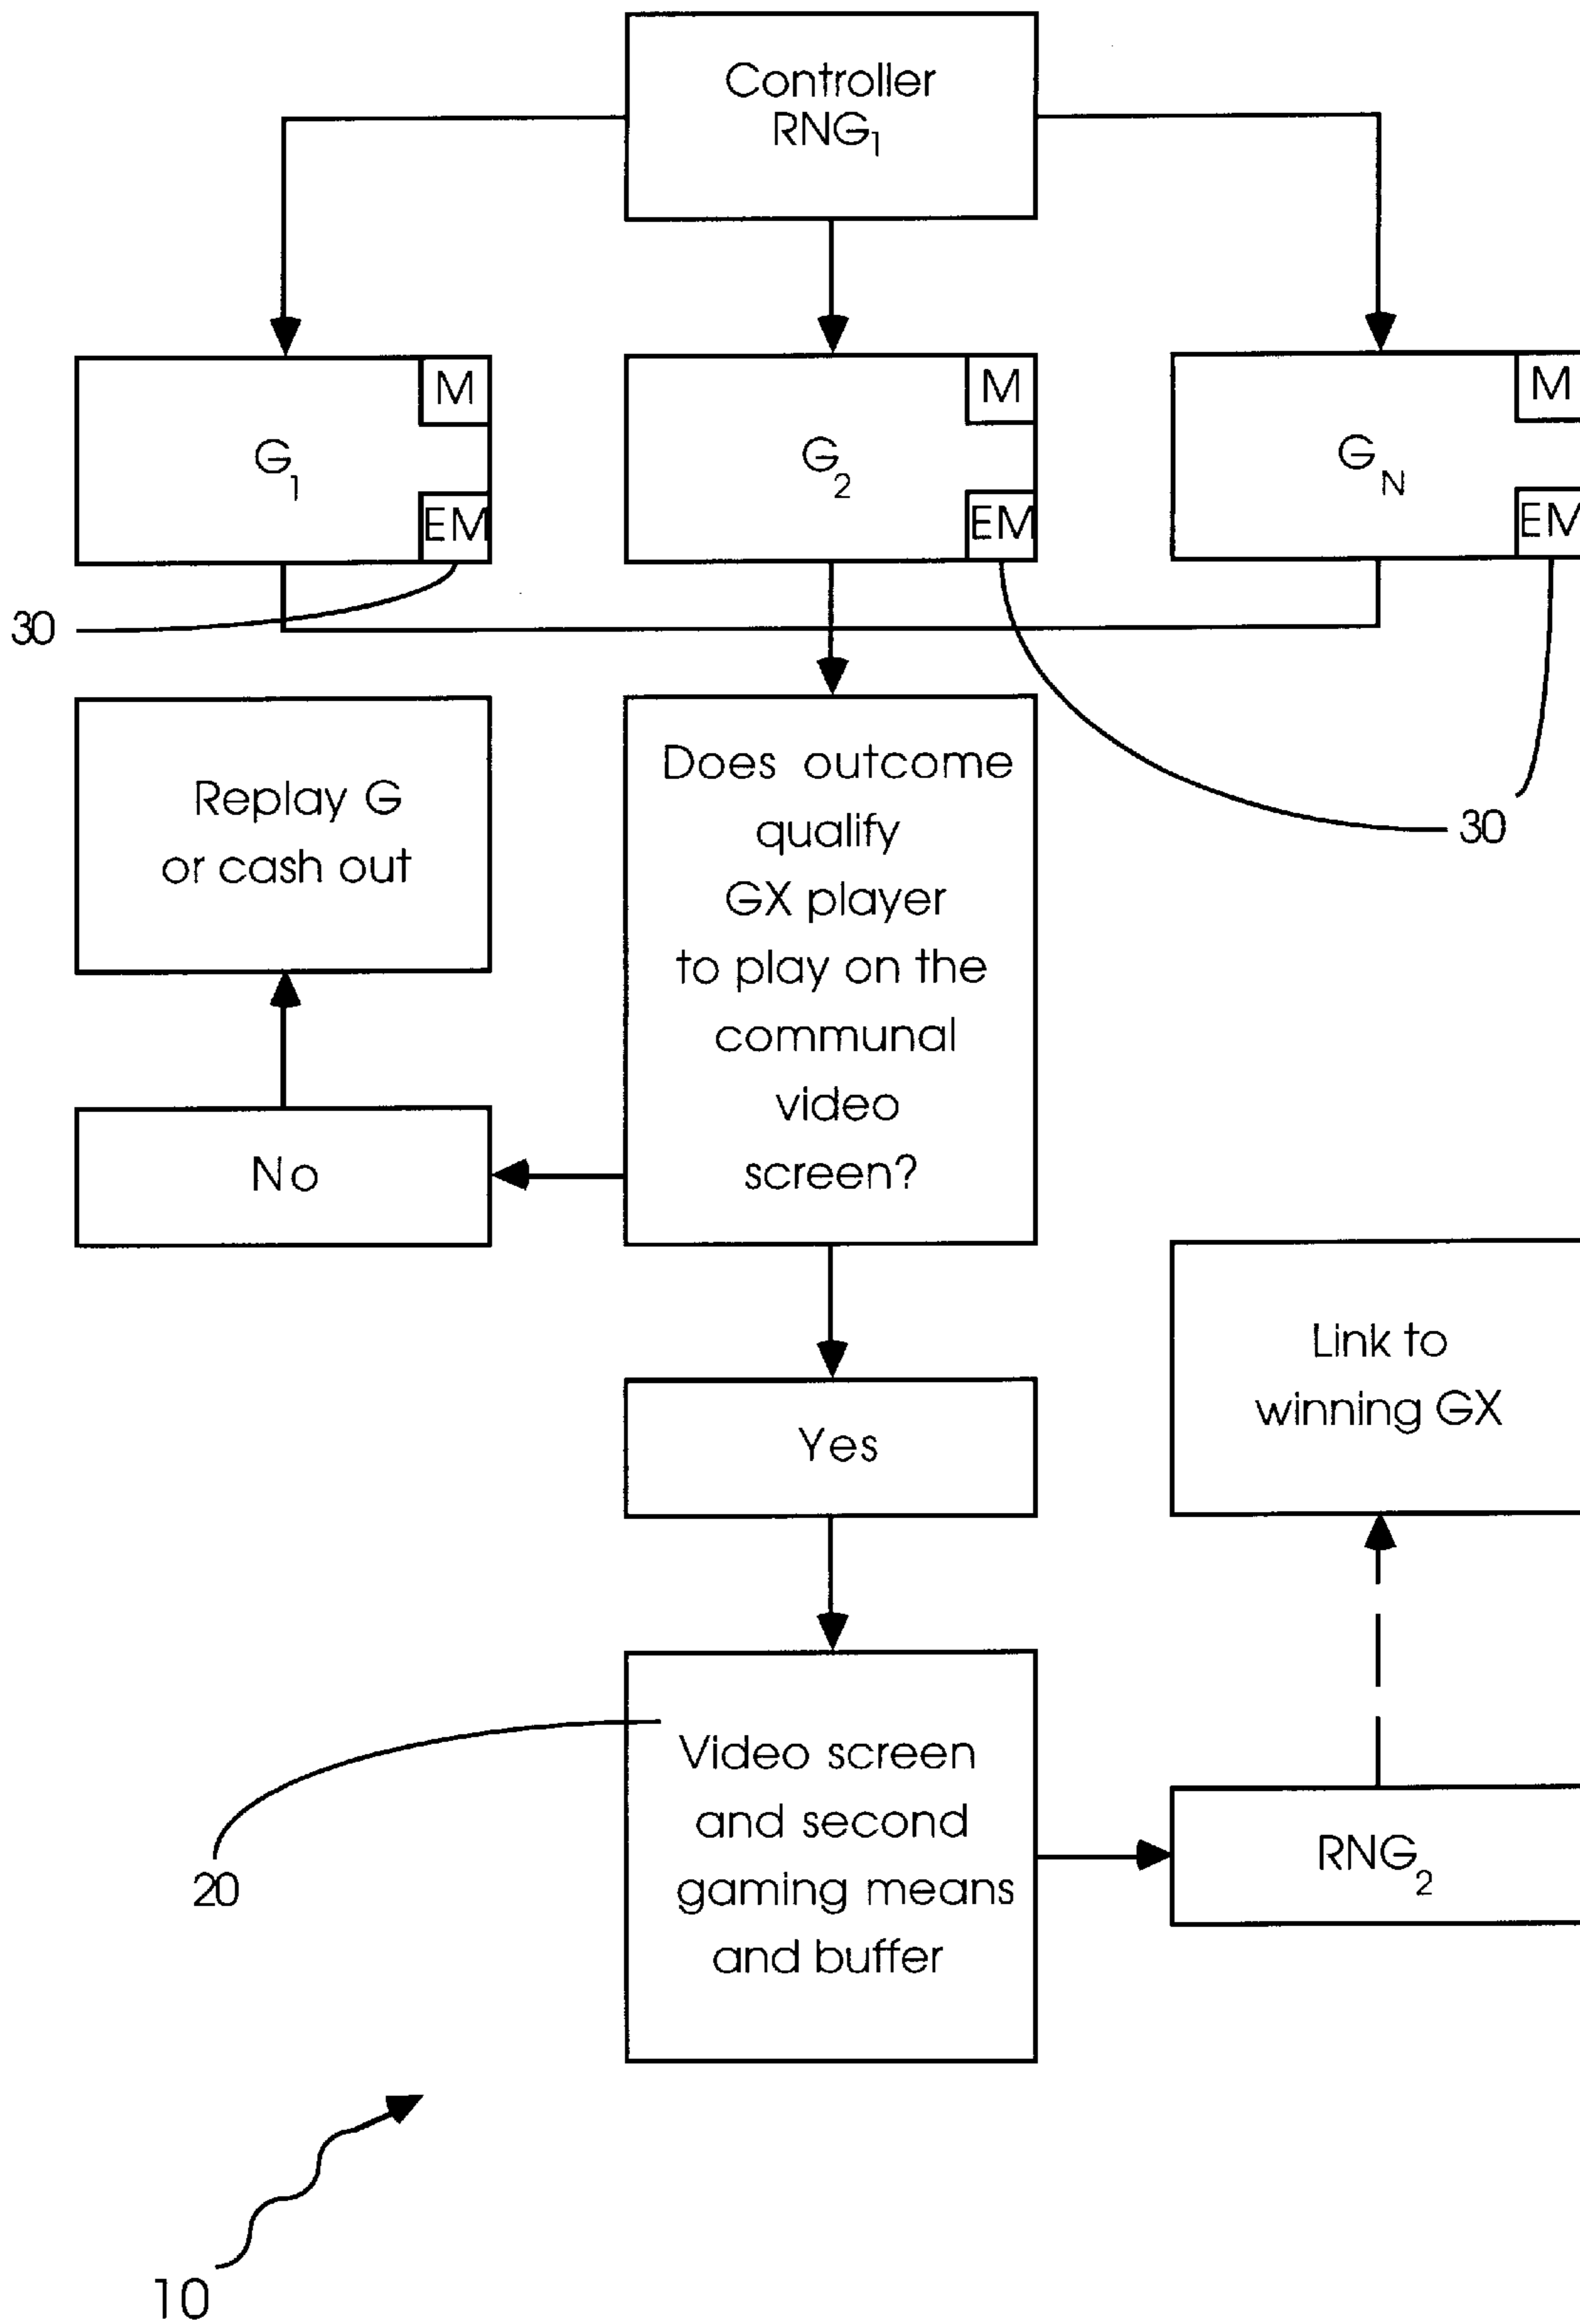 Controller
RNG₁
M
M
M
G₁
G₂
G_N
EM
EM
EM
30
Replay G
or cash out
Does outcome
qualify
GX player
to play on the
communal
video
screen?
30
No
Link to
winning GX
Yes
Video screen
and second
gaming means
and buffer
RNG₂
20
10